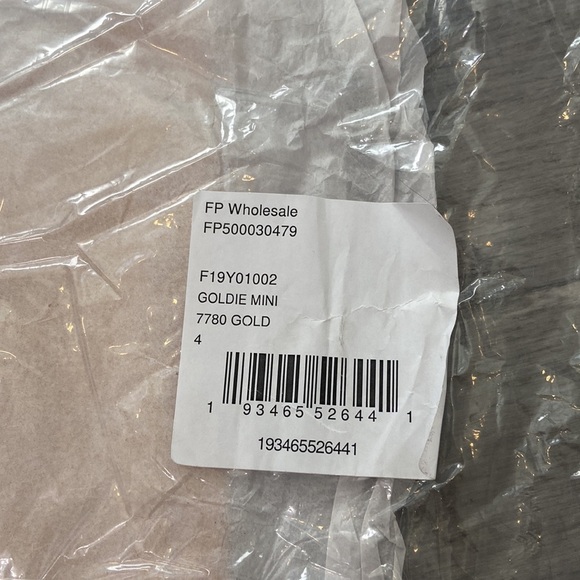 FP Wholesale
FP500030479
F19Y01002
GOLDIE MINI
7780 GOLD
4
1 93465 52644 1
193465526441